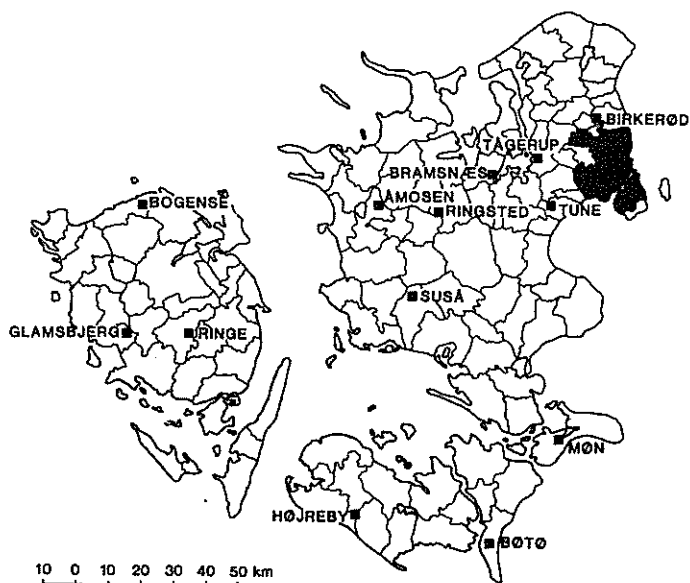 BIRKERØD
TÅGERUP
BRAMSNÆS
ÅMOSEN
BOGENSE
RINGSTED
TUNE
SUSÅ
GLAMSBJERG
RINGE
MØN
HØJREBY
BØTØ
10 0 10 20 30 40 50 km